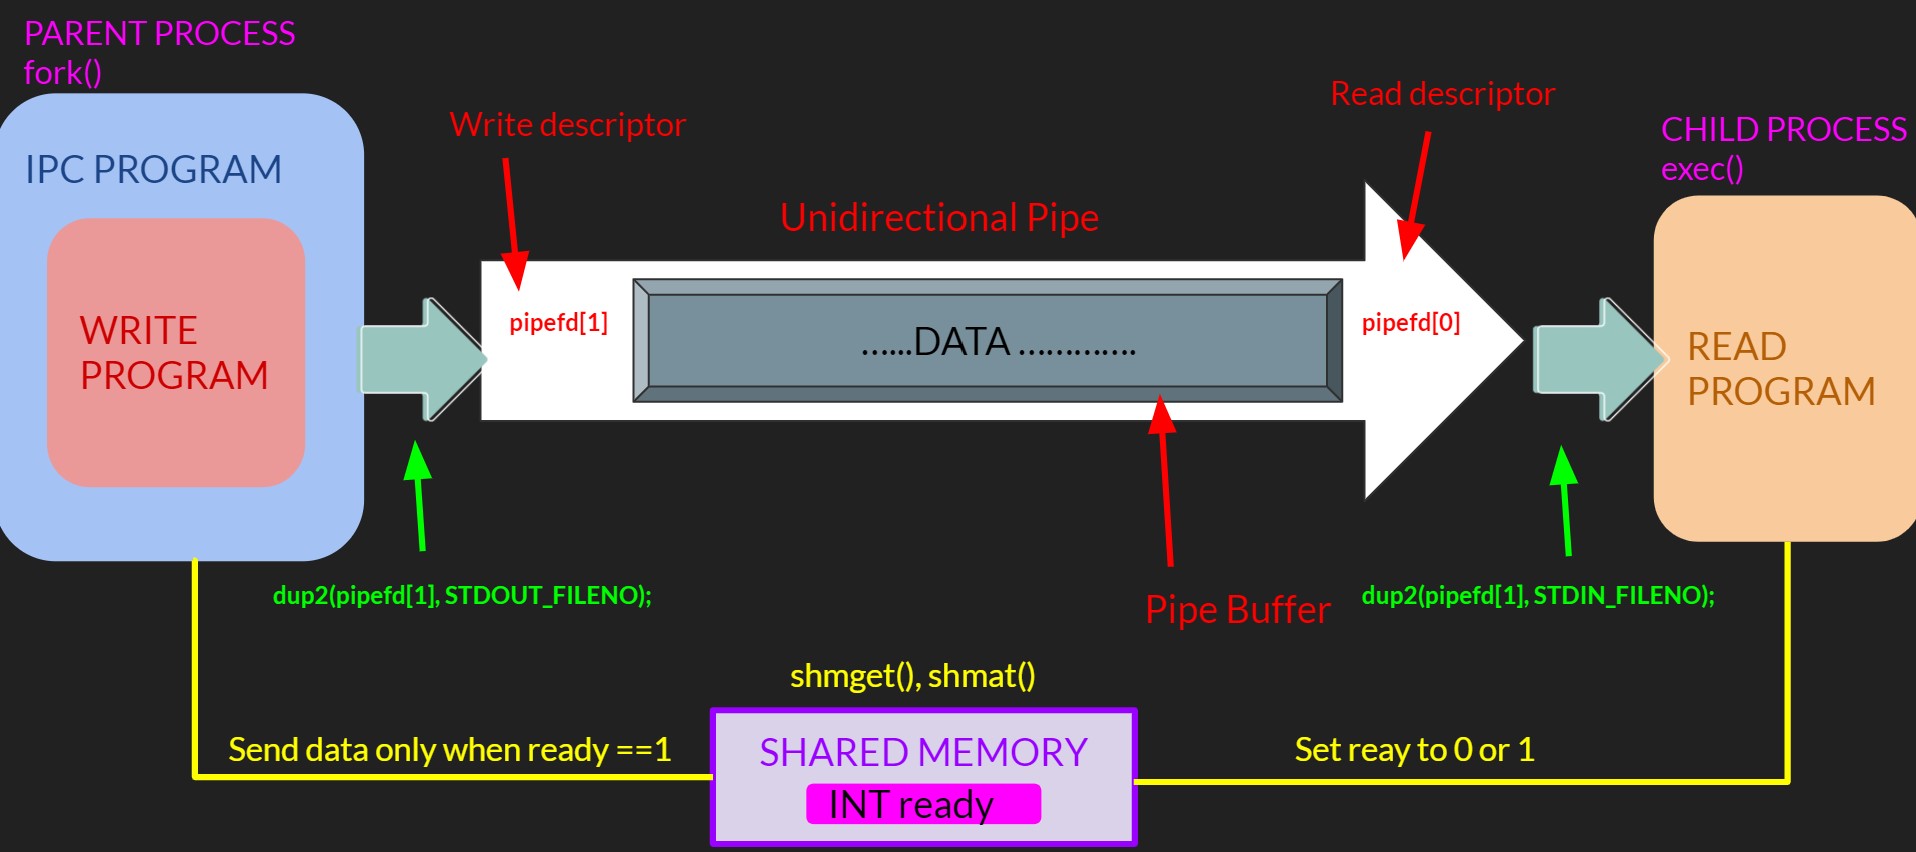 PARENT PROCESS
fork()
IPC PROGRAM
WRITE
PROGRAM
Write descriptor
Unidirectional Pipe
Read descriptor
CHILD PROCESS
exec()
pipefd[1]
......DATA ............
pipefd[0]
READ
PROGRAM
dup2(pipefd[1], STDOUT_FILENO);
Pipe Buffer
dup2(pipefd[1], STDIN_FILENO);
shmget(), shmat()
Send data only when ready ==1
SHARED MEMORY
INT ready
Set reay to 0 or 1